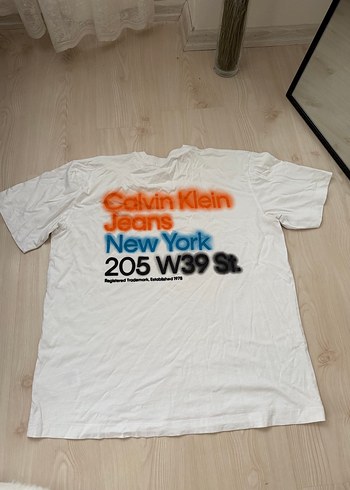 Calvin Klein
Jeans
New York
205 W39 St.
Registered Trademark. Established 1978